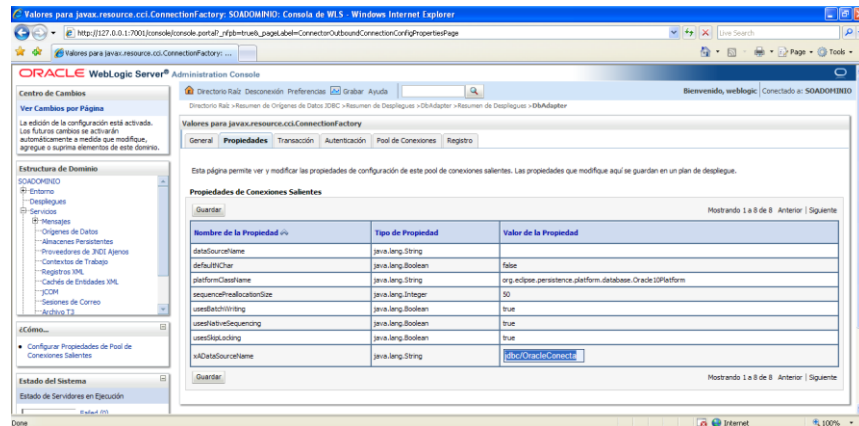 Valores para javax.resource.cci.ConnectionFactory: SOADOMINIO: Consola de WLS - Windows Internet Explorer
http://127.0.0.1:7001/console/console.portal?_nfpb=true&_pageLabel=ConnectorOutboundConnectionConfigPropertiesPage
Live Search
Valores para javax.resource.cci.ConnectionFactory: ...
Page
Tools
ORACLE WebLogic Server® Administration Console
Centro de Cambios
Ver Cambios por Página
La edición de la configuración está activada.
Los futuros cambios se activarán
automáticamente a medida que modifique,
agregue o suprima elementos de este dominio.
Estructura de Dominio
SOADOMINIO
Entorno
Despliegues
Servicios
Mensajes
Orígenes de Datos
Almacenes Persistentes
Proveedores de JNDI Ajenos
Contextos de Trabajo
Registros XML
Cachés de Entidades XML
jCOM
Sesiones de Correo
Archivo T3
¿Cómo...
Configurar Propiedades de Pool de
Conexiones Salientes
Estado del Sistema
Estado de Servidores en Ejecución
Failed (0)
Directorio Raíz Desconexión Preferencias Grabar Ayuda
Bienvenido, weblogic Conectado a: SOADOMINIO
Directorio Raíz >Resumen de Orígenes de Datos JDBC >Resumen de Despliegues >DbAdapter >Resumen de Despliegues >DbAdapter
Valores para javax.resource.cci.ConnectionFactory
General Propiedades Transacción Autenticación Pool de Conexiones Registro
Esta página permite ver y modificar las propiedades de configuración de este pool de conexiones salientes. Las propiedades que modifique aquí se guardan en un plan de despliegue.
Propiedades de Conexiones Salientes
Guardar Mostrando 1 a 8 de 8 Anterior | Siguiente
Nombre de la Propiedad Tipo de Propiedad Valor de la Propiedad
dataSourceName java.lang.String
defaultNChar java.lang.Boolean false
platformClassName java.lang.String org.eclipse.persistence.platform.database.Oracle10Platform
sequencePreallocationSize java.lang.Integer 50
usesBatchWriting java.lang.Boolean true
usesNativeSequencing java.lang.Boolean true
usesSkipLocking java.lang.Boolean true
xADataSourceName java.lang.String jdbc/OracleConecta
Guardar Mostrando 1 a 8 de 8 Anterior | Siguiente
Done Internet 100%